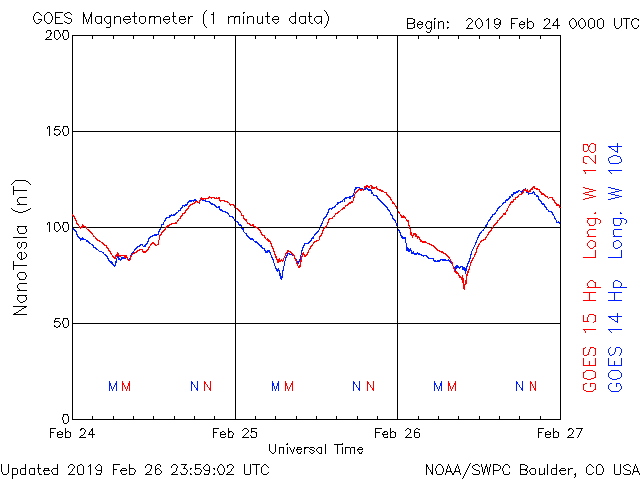 GOES Magnetometer (1 minute data)
Begin: 2019 Feb 24 0000 UTC
200
150
100
50
0
NanoTesla (nT)
M M N N M M N N M M N N
Feb 24 Feb 25 Feb 26 Feb 27
Universal Time
GOES 15 Hp Long. W 128
GOES 14 Hp Long. W 104
Updated 2019 Feb 26 23:59:02 UTC
NOAA/SWPC Boulder, CO USA